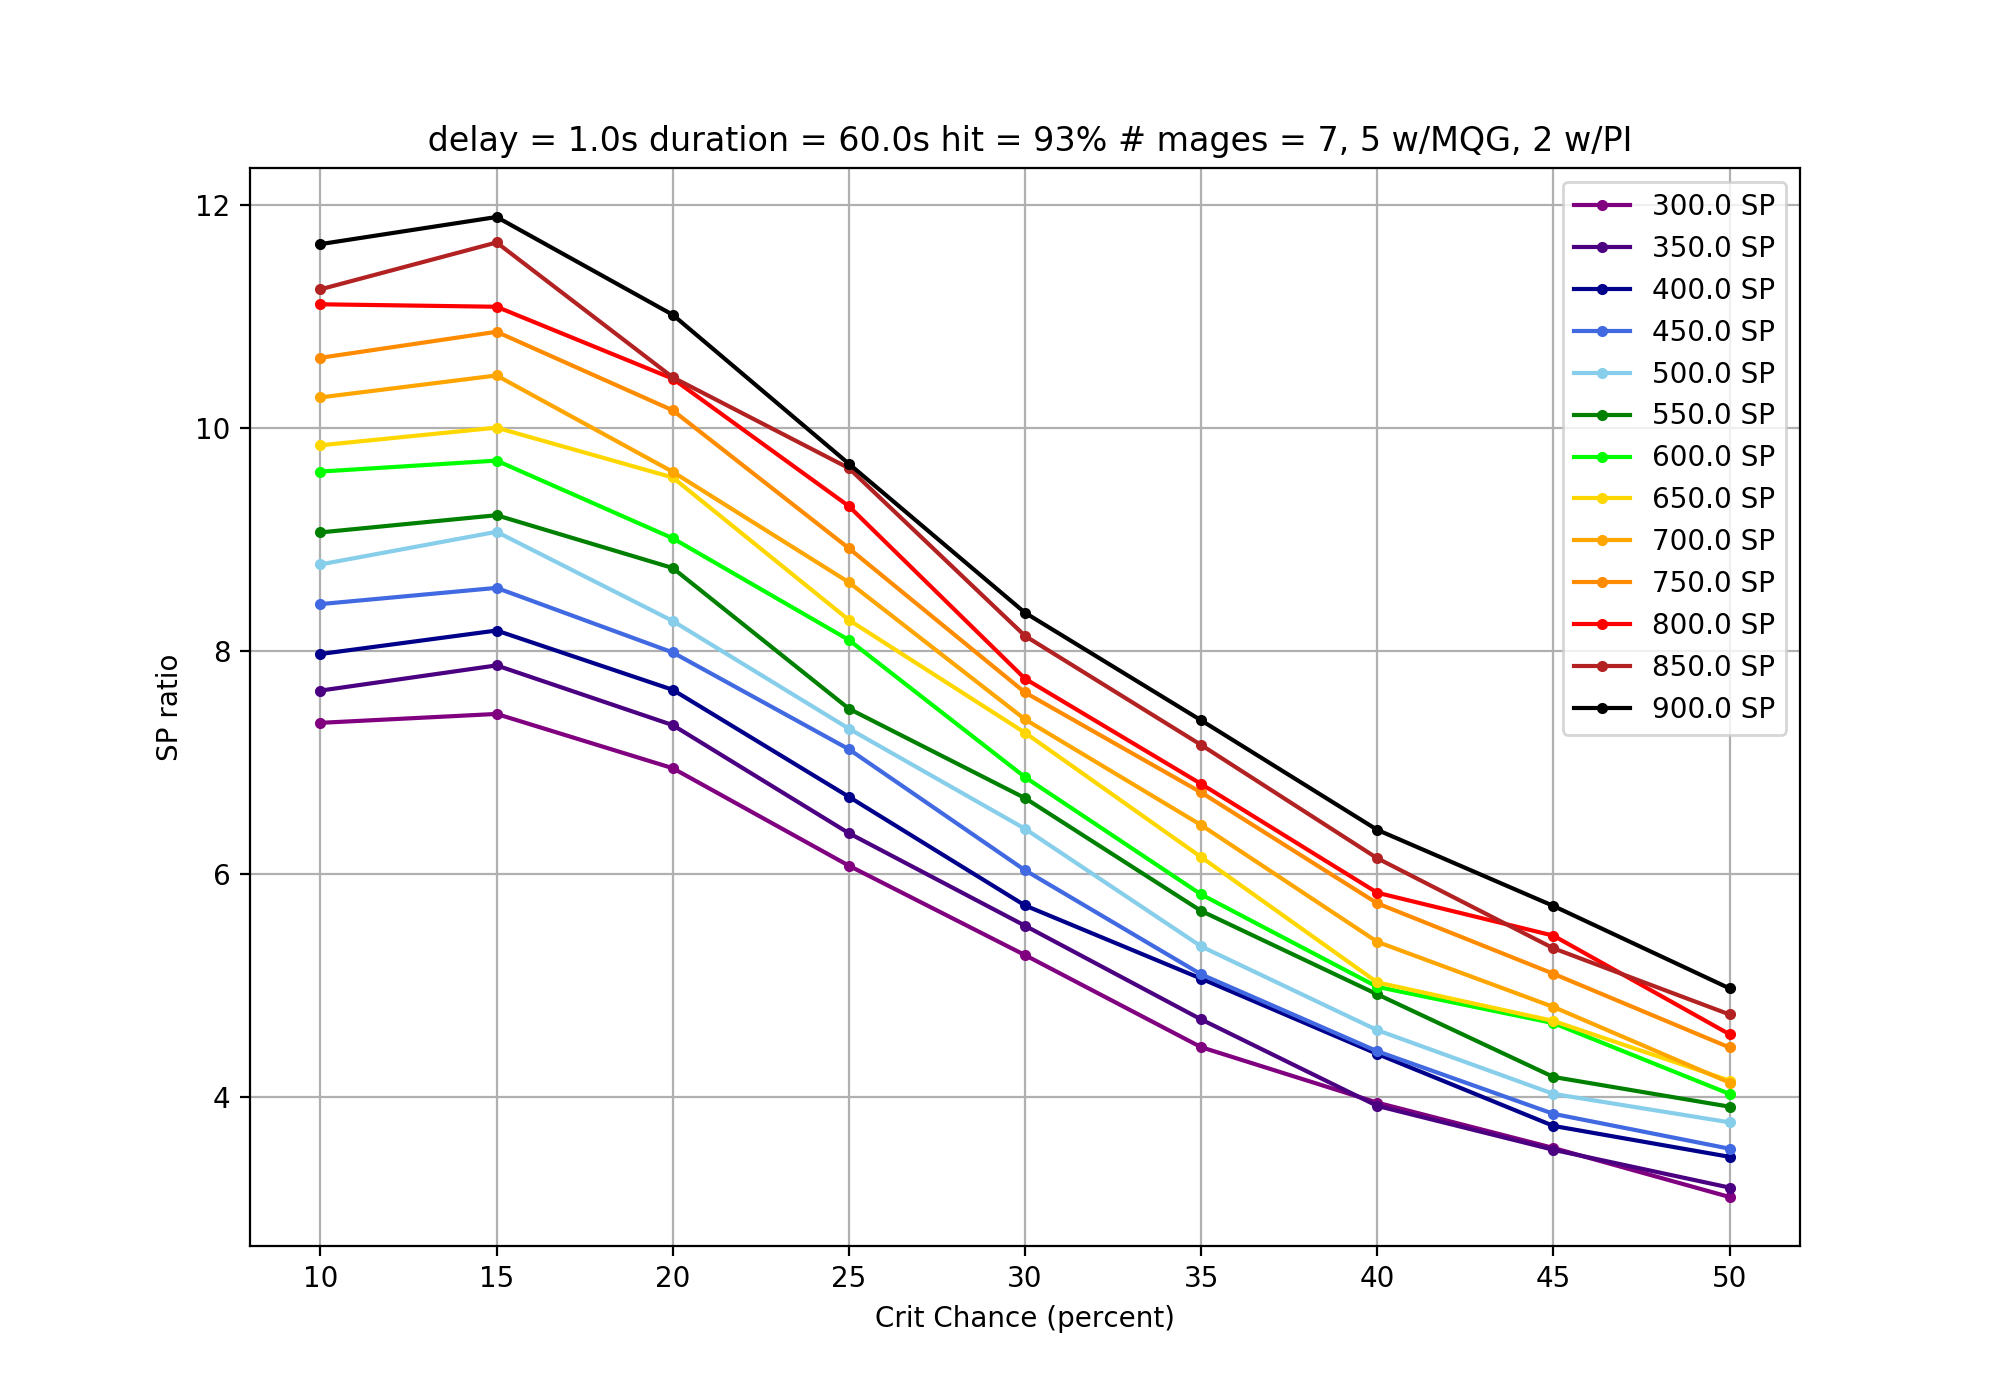 delay = 1.0s duration = 60.0s hit = 93% # mages = 7, 5 w/MQG, 2 w/PI
12
10
8
6
4
SP ratio
300.0 SP
350.0 SP
400.0 SP
450.0 SP
500.0 SP
550.0 SP
600.0 SP
650.0 SP
700.0 SP
750.0 SP
800.0 SP
850.0 SP
900.0 SP
10 15 20 25 30 35 40 45 50
Crit Chance (percent)